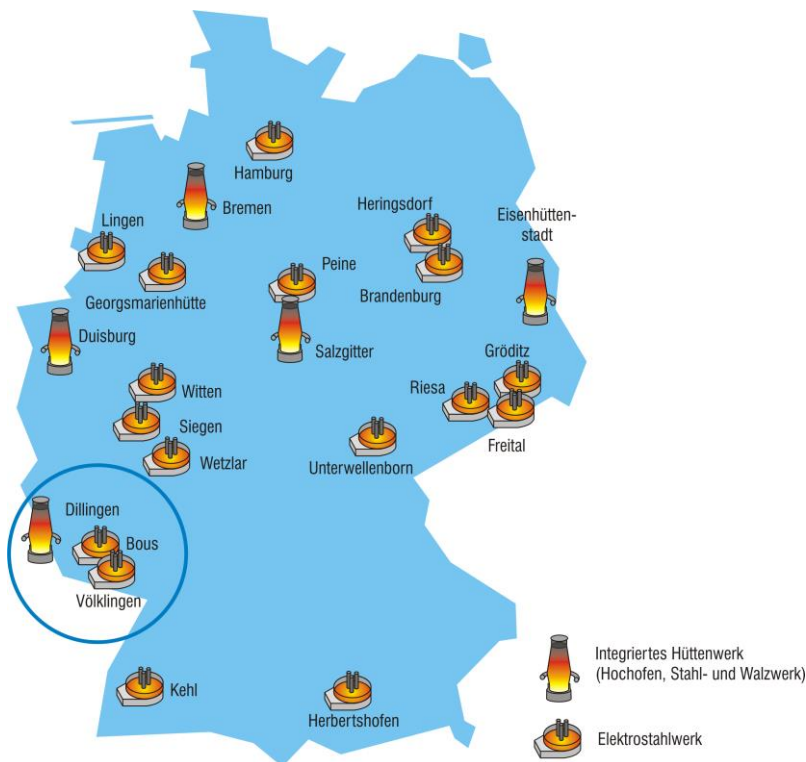 Hamburg
Bremen
Lingen
Heringsdorf
Eisenhütten-
stadt
Georgsmarienhütte
Peine
Brandenburg
Duisburg
Salzgitter
Gröditz
Witten
Riesa
Siegen
Freital
Wetzlar
Unterwellenborn
Dillingen
Bous
Völklingen
Kehl
Herbertshofen
Integriertes Hüttenwerk
(Hochofen, Stahl- und Walzwerk)
Elektrostahlwerk